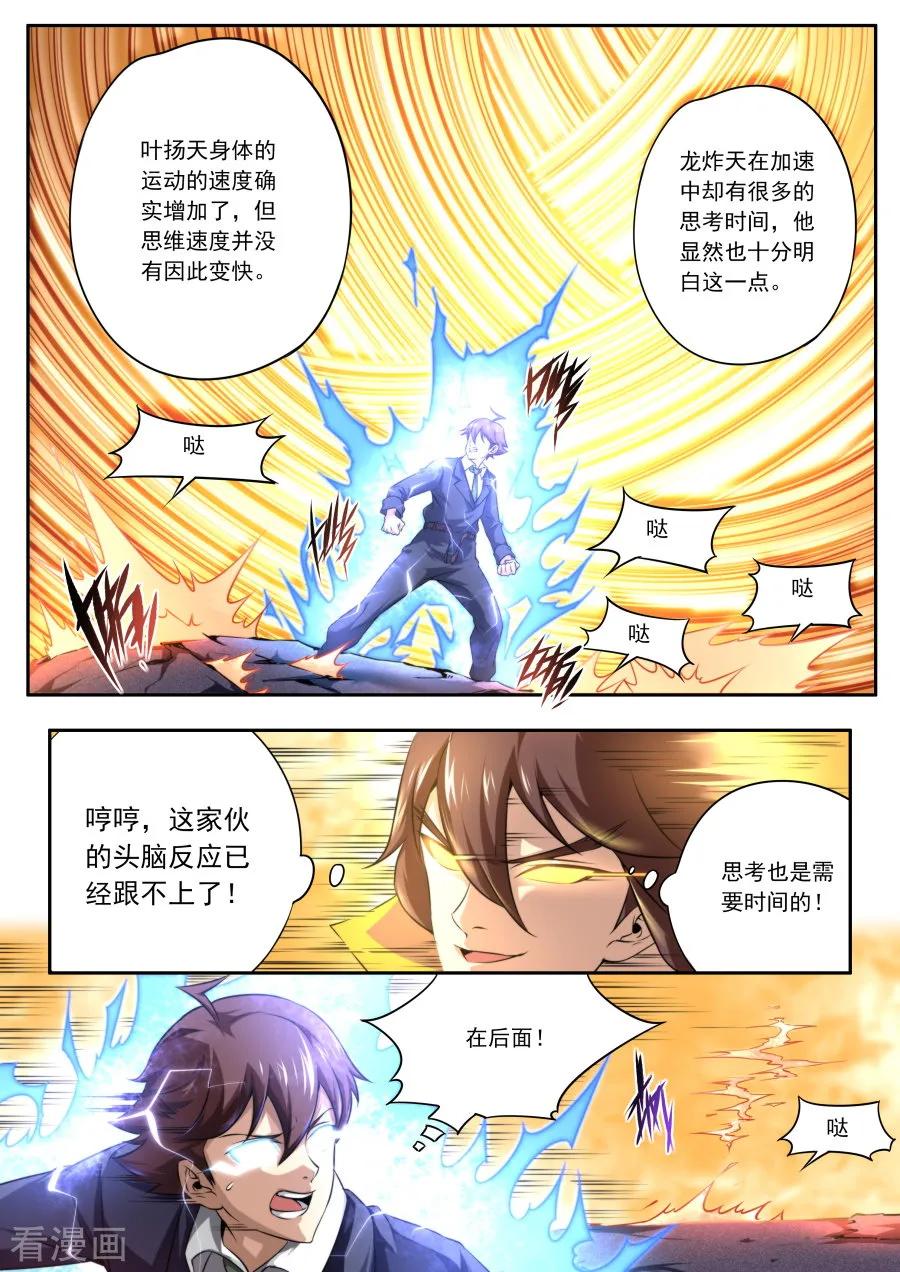 叶扬天身体的
运动的速度确
实增加了，但
思维速度并没
有因此变快。
龙炸天在加速
中却有很多的
思考时间，他
显然也十分明
白这一点。
哒
哒
哒
哒
哼哼，这家伙
的头脑反应已
经跟不上了！
思考也是需
要时间的！
在后面！
哒
看漫画